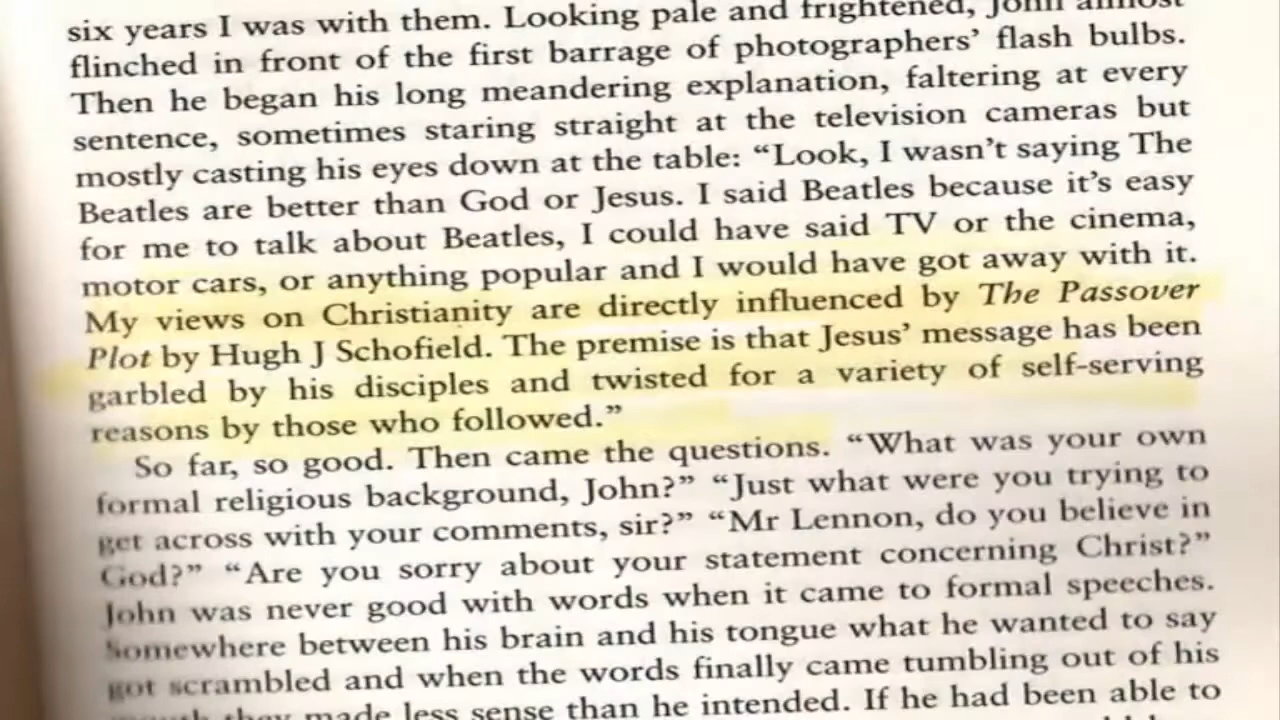 six years I was with them. Looking pale and frightened, John almost
flinched in front of the first barrage of photographers’ flash bulbs.
Then he began his long meandering explanation, faltering at every
sentence, sometimes staring straight at the television cameras but
mostly casting his eyes down at the table: “Look, I wasn’t saying The
Beatles are better than God or Jesus. I said Beatles because it’s easy
for me to talk about Beatles, I could have said TV or the cinema,
motor cars, or anything popular and I would have got away with it.
My views on Christianity are directly influenced by The Passover
Plot by Hugh J Schofield. The premise is that Jesus’ message has been
garbled by his disciples and twisted for a variety of self-serving
reasons by those who followed.”
So far, so good. Then came the questions. “What was your own
formal religious background, John?” “Just what were you trying to
get across with your comments, sir?” “Mr Lennon, do you believe in
God?” “Are you sorry about your statement concerning Christ?”
John was never good with words when it came to formal speeches.
Somewhere between his brain and his tongue what he wanted to say
got scrambled and when the words finally came tumbling out of his
mouth they made less sense than he intended. If he had been able to